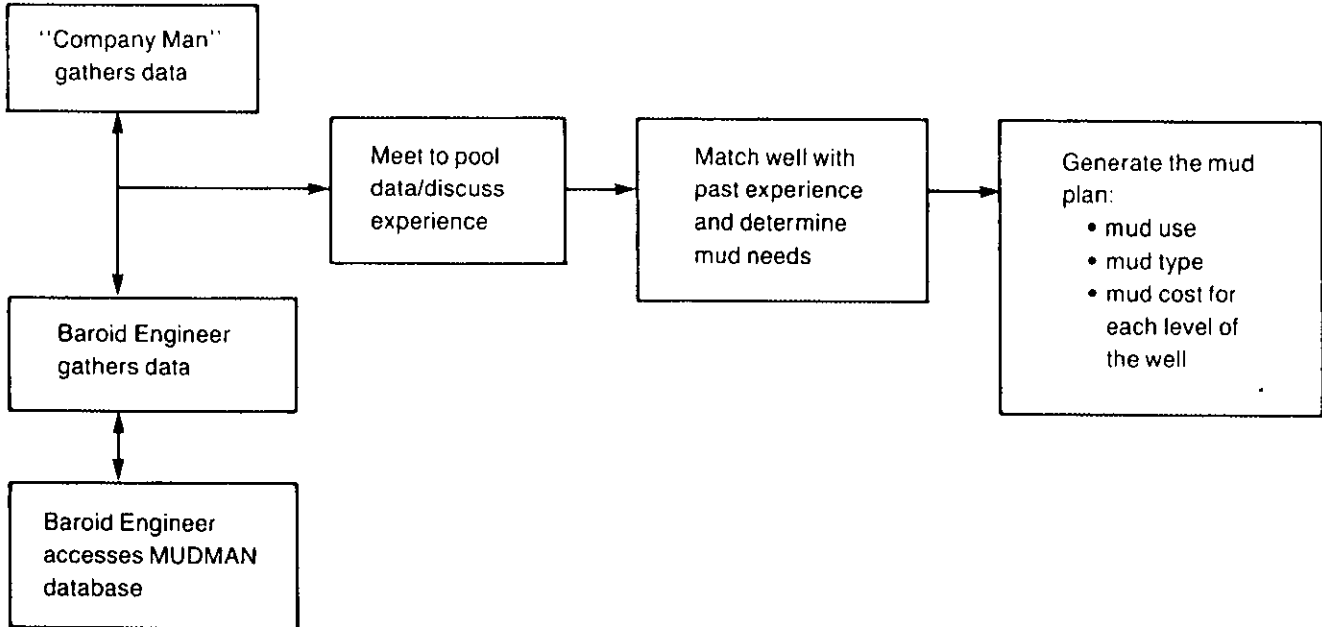 "Company Man"
gathers data
Meet to pool
data/discuss
experience
Match well with
past experience
and determine
mud needs
Generate the mud
plan:
• mud use
• mud type
• mud cost for
each level of
the well
Baroid Engineer
gathers data
Baroid Engineer
accesses MUDMAN
database